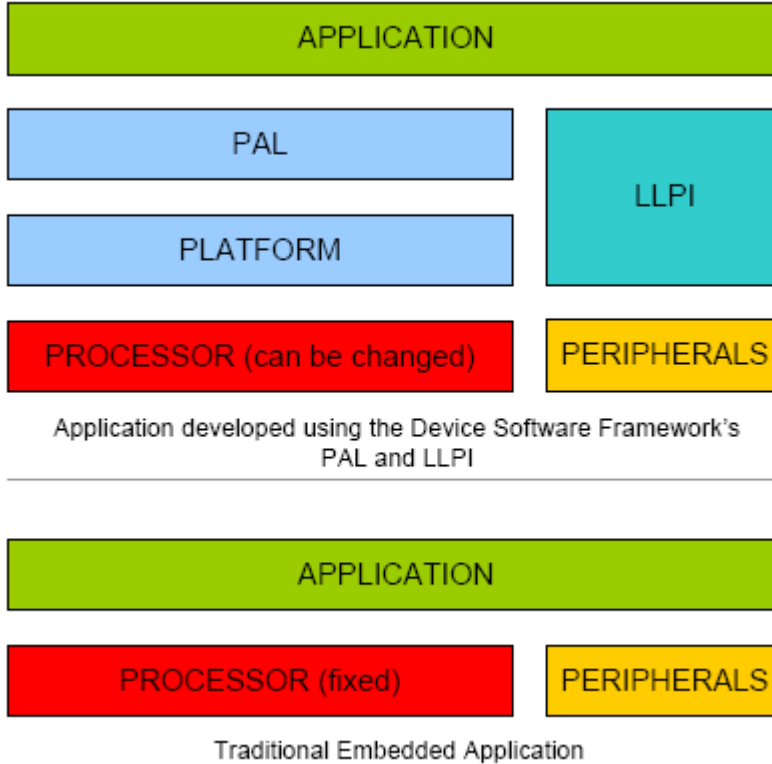 APPLICATION
PAL
LLPI
PLATFORM
PROCESSOR (can be changed)
PERIPHERALS
Application developed using the Device Software Framework's
PAL and LLPI
APPLICATION
PROCESSOR (fixed)
PERIPHERALS
Traditional Embedded Application